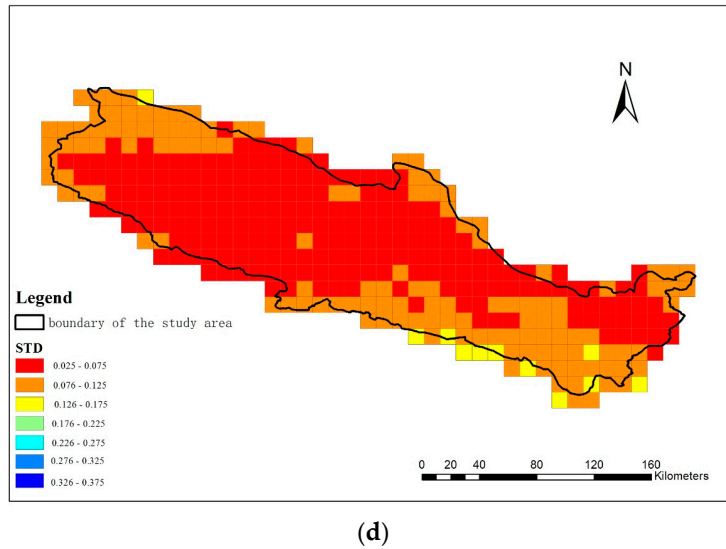 N
Legend
boundary of the study area
STD
0.025 - 0.075
0.076 - 0.125
0.126 - 0.175
0.176 - 0.225
0.226 - 0.275
0.276 - 0.325
0.326 - 0.375
0 10 20 40 80 120 160
Kilometers
(d)